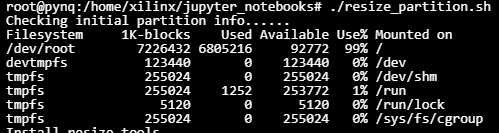 root@pynq:/home/xilinx/jupyter_notebooks# ./resize_partition.sh
Checking initial partition info......
Filesystem     1K-blocks    Used Available Use% Mounted on
/dev/root        7226432 6805216     92772  99% /
devtmpfs          123440       0    123440   0% /dev
tmpfs             255024       0    255024   0% /dev/shm
tmpfs             255024    1252    253772   1% /run
tmpfs               5120       0      5120   0% /run/lock
tmpfs             255024       0    255024   0% /sys/fs/cgroup
Install resize tools